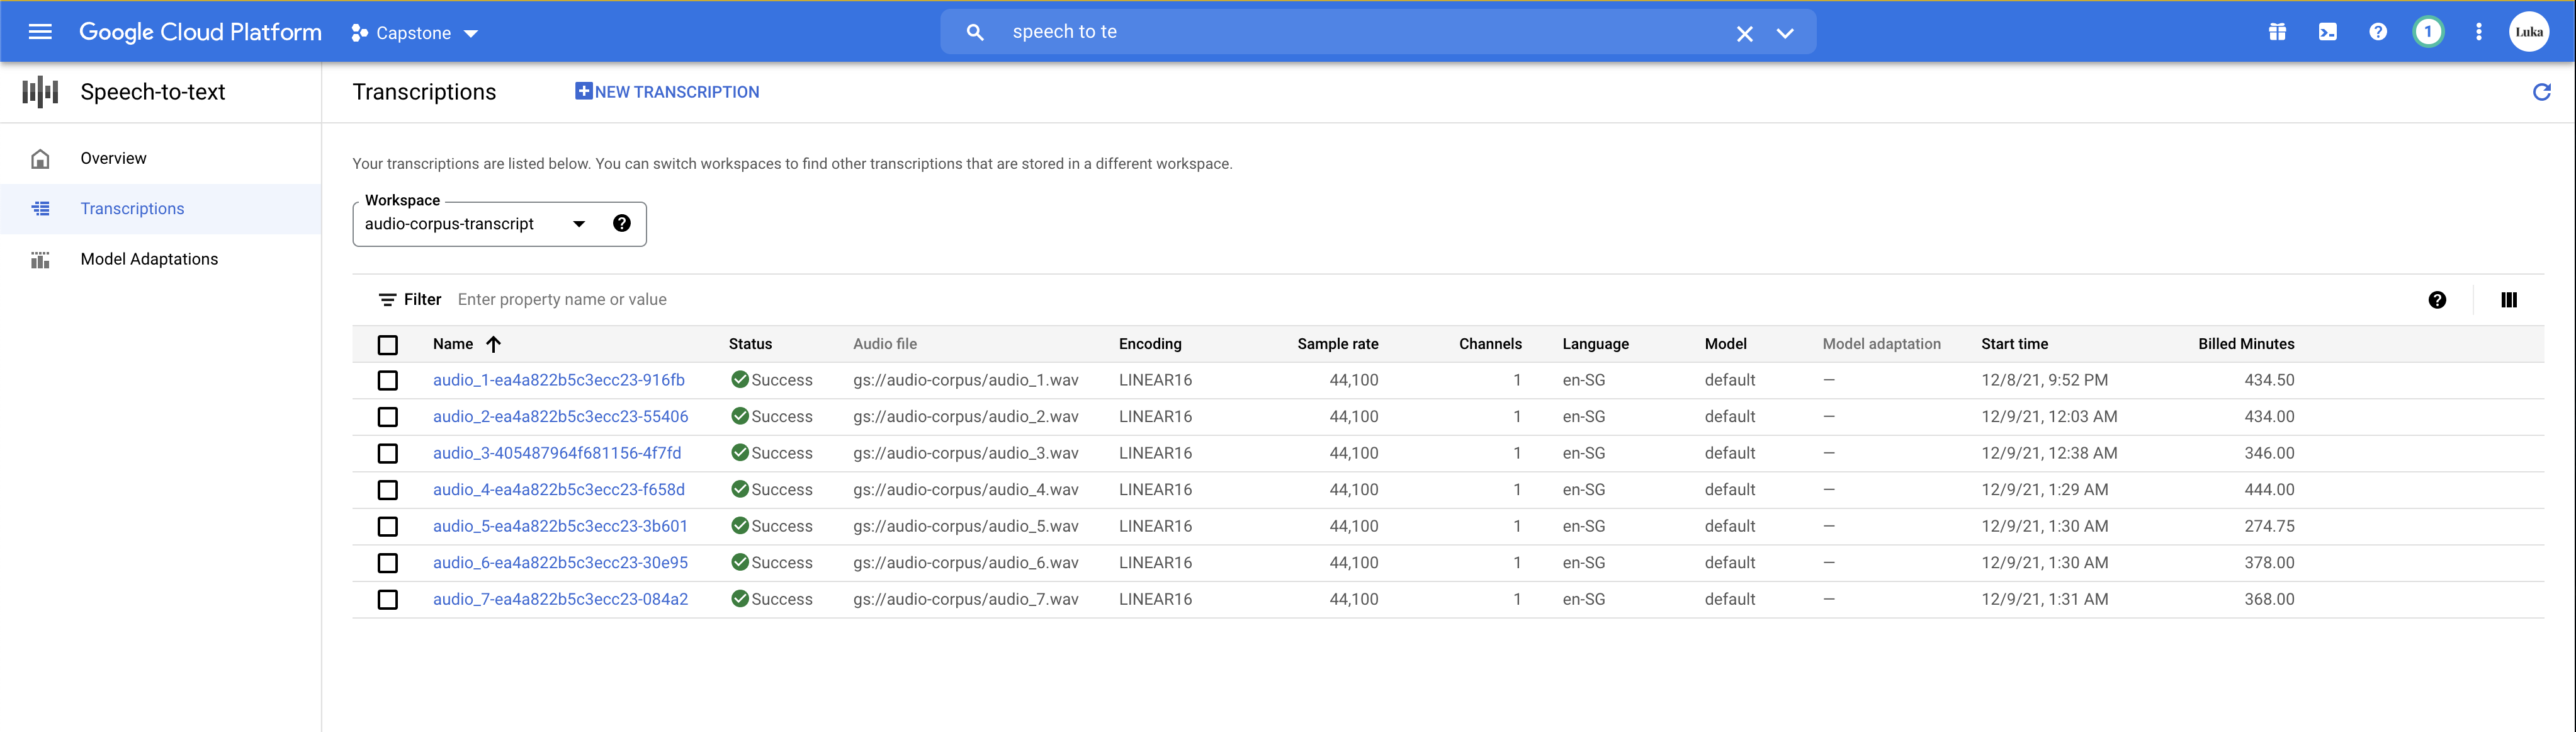 Google Cloud Platform Capstone speech to te 1 Luka
Speech-to-text Transcriptions NEW TRANSCRIPTION
Overview
Transcriptions
Model Adaptations
Your transcriptions are listed below. You can switch workspaces to find other transcriptions that are stored in a different workspace.
Workspace
audio-corpus-transcript
Filter Enter property name or value
Name Status Audio file Encoding Sample rate Channels Language Model Model adaptation Start time Billed Minutes
audio_1-ea4a822b5c3ecc23-916fb Success gs://audio-corpus/audio_1.wav LINEAR16 44,100 1 en-SG default — 12/8/21, 9:52 PM 434.50
audio_2-ea4a822b5c3ecc23-55406 Success gs://audio-corpus/audio_2.wav LINEAR16 44,100 1 en-SG default — 12/9/21, 12:03 AM 434.00
audio_3-405487964f681156-4f7fd Success gs://audio-corpus/audio_3.wav LINEAR16 44,100 1 en-SG default — 12/9/21, 12:38 AM 346.00
audio_4-ea4a822b5c3ecc23-f658d Success gs://audio-corpus/audio_4.wav LINEAR16 44,100 1 en-SG default — 12/9/21, 1:29 AM 444.00
audio_5-ea4a822b5c3ecc23-3b601 Success gs://audio-corpus/audio_5.wav LINEAR16 44,100 1 en-SG default — 12/9/21, 1:30 AM 274.75
audio_6-ea4a822b5c3ecc23-30e95 Success gs://audio-corpus/audio_6.wav LINEAR16 44,100 1 en-SG default — 12/9/21, 1:30 AM 378.00
audio_7-ea4a822b5c3ecc23-084a2 Success gs://audio-corpus/audio_7.wav LINEAR16 44,100 1 en-SG default — 12/9/21, 1:31 AM 368.00